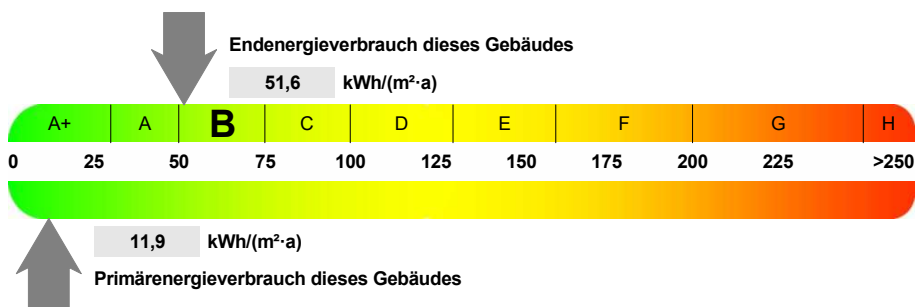 Endenergieverbrauch dieses Gebäudes
51,6 kWh/(m²·a)
A+ A B C D E F G H
0 25 50 75 100 125 150 175 200 225 >250
11,9 kWh/(m²·a)
Primärenergieverbrauch dieses Gebäudes